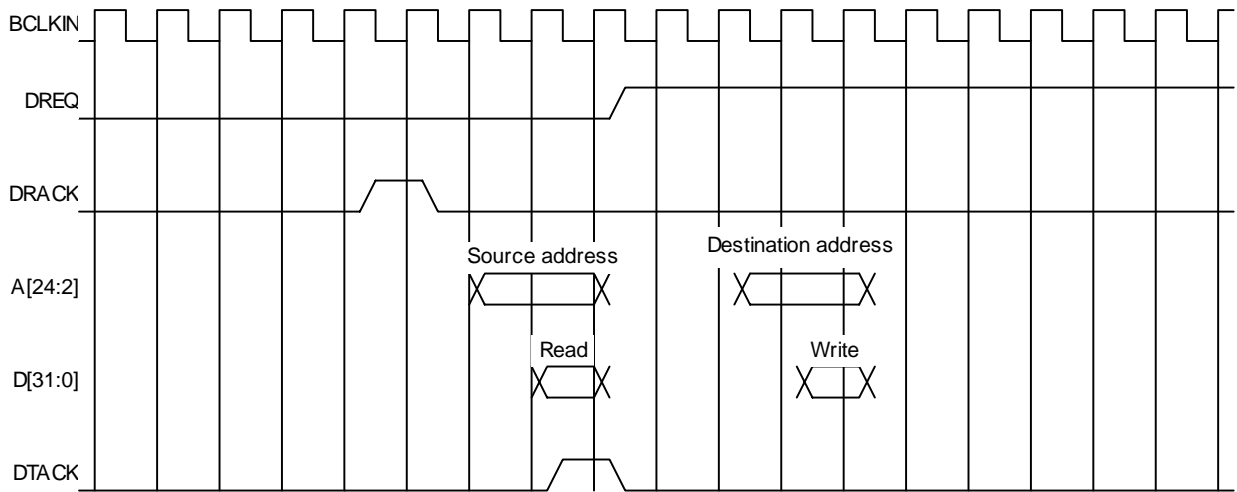 BCLKIN
DREQ
DRACK
Source address
Destination address
A[24:2]
Read
Write
D[31:0]
DTACK